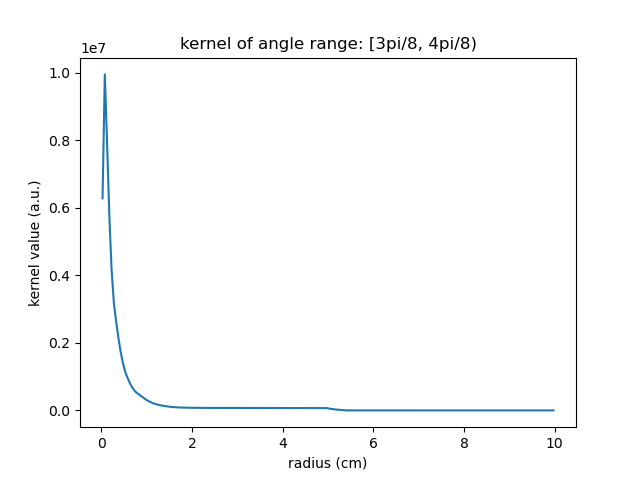 kernel of angle range: [3pi/8, 4pi/8)
1e7
1.0
0.8
0.6
0.4
0.2
0.0
kernel value (a.u.)
0 2 4 6 8 10
radius (cm)